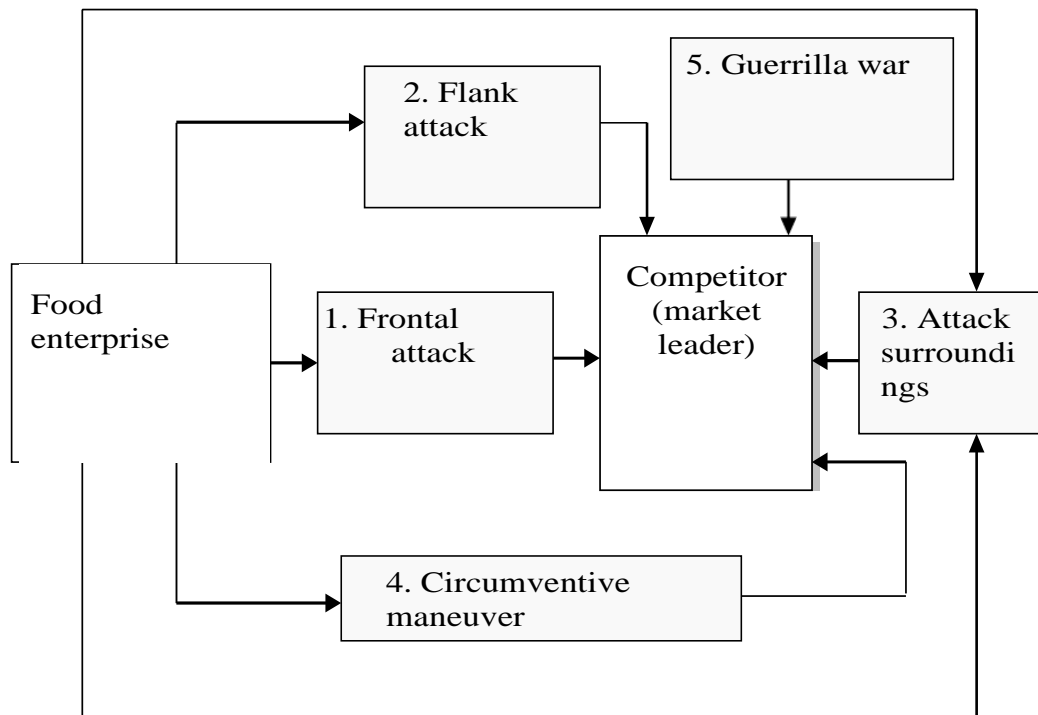 5. Guerrilla war
2. Flank
attack
Food
enterprise
1. Frontal
attack
Competitor
(market
leader)
3. Attack
surroundi
ngs
4. Circumventive
maneuver